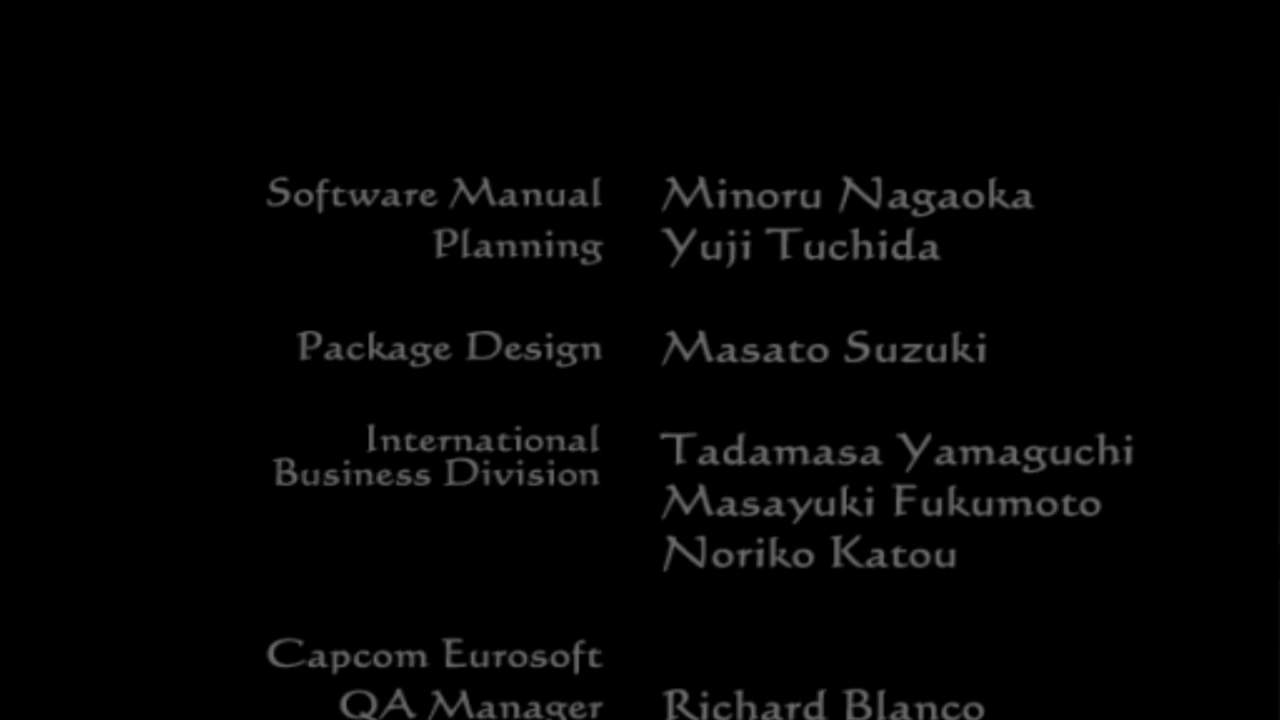 Software Manual Minoru Nagaoka
Planning Yuji Tuchida
Package Design Masato Suzuki
International
Business Division
Tadamasa Yamaguchi
Masayuki Fukumoto
Noriko Katou
Capcom Eurosoft
QA Manager Richard Blanco